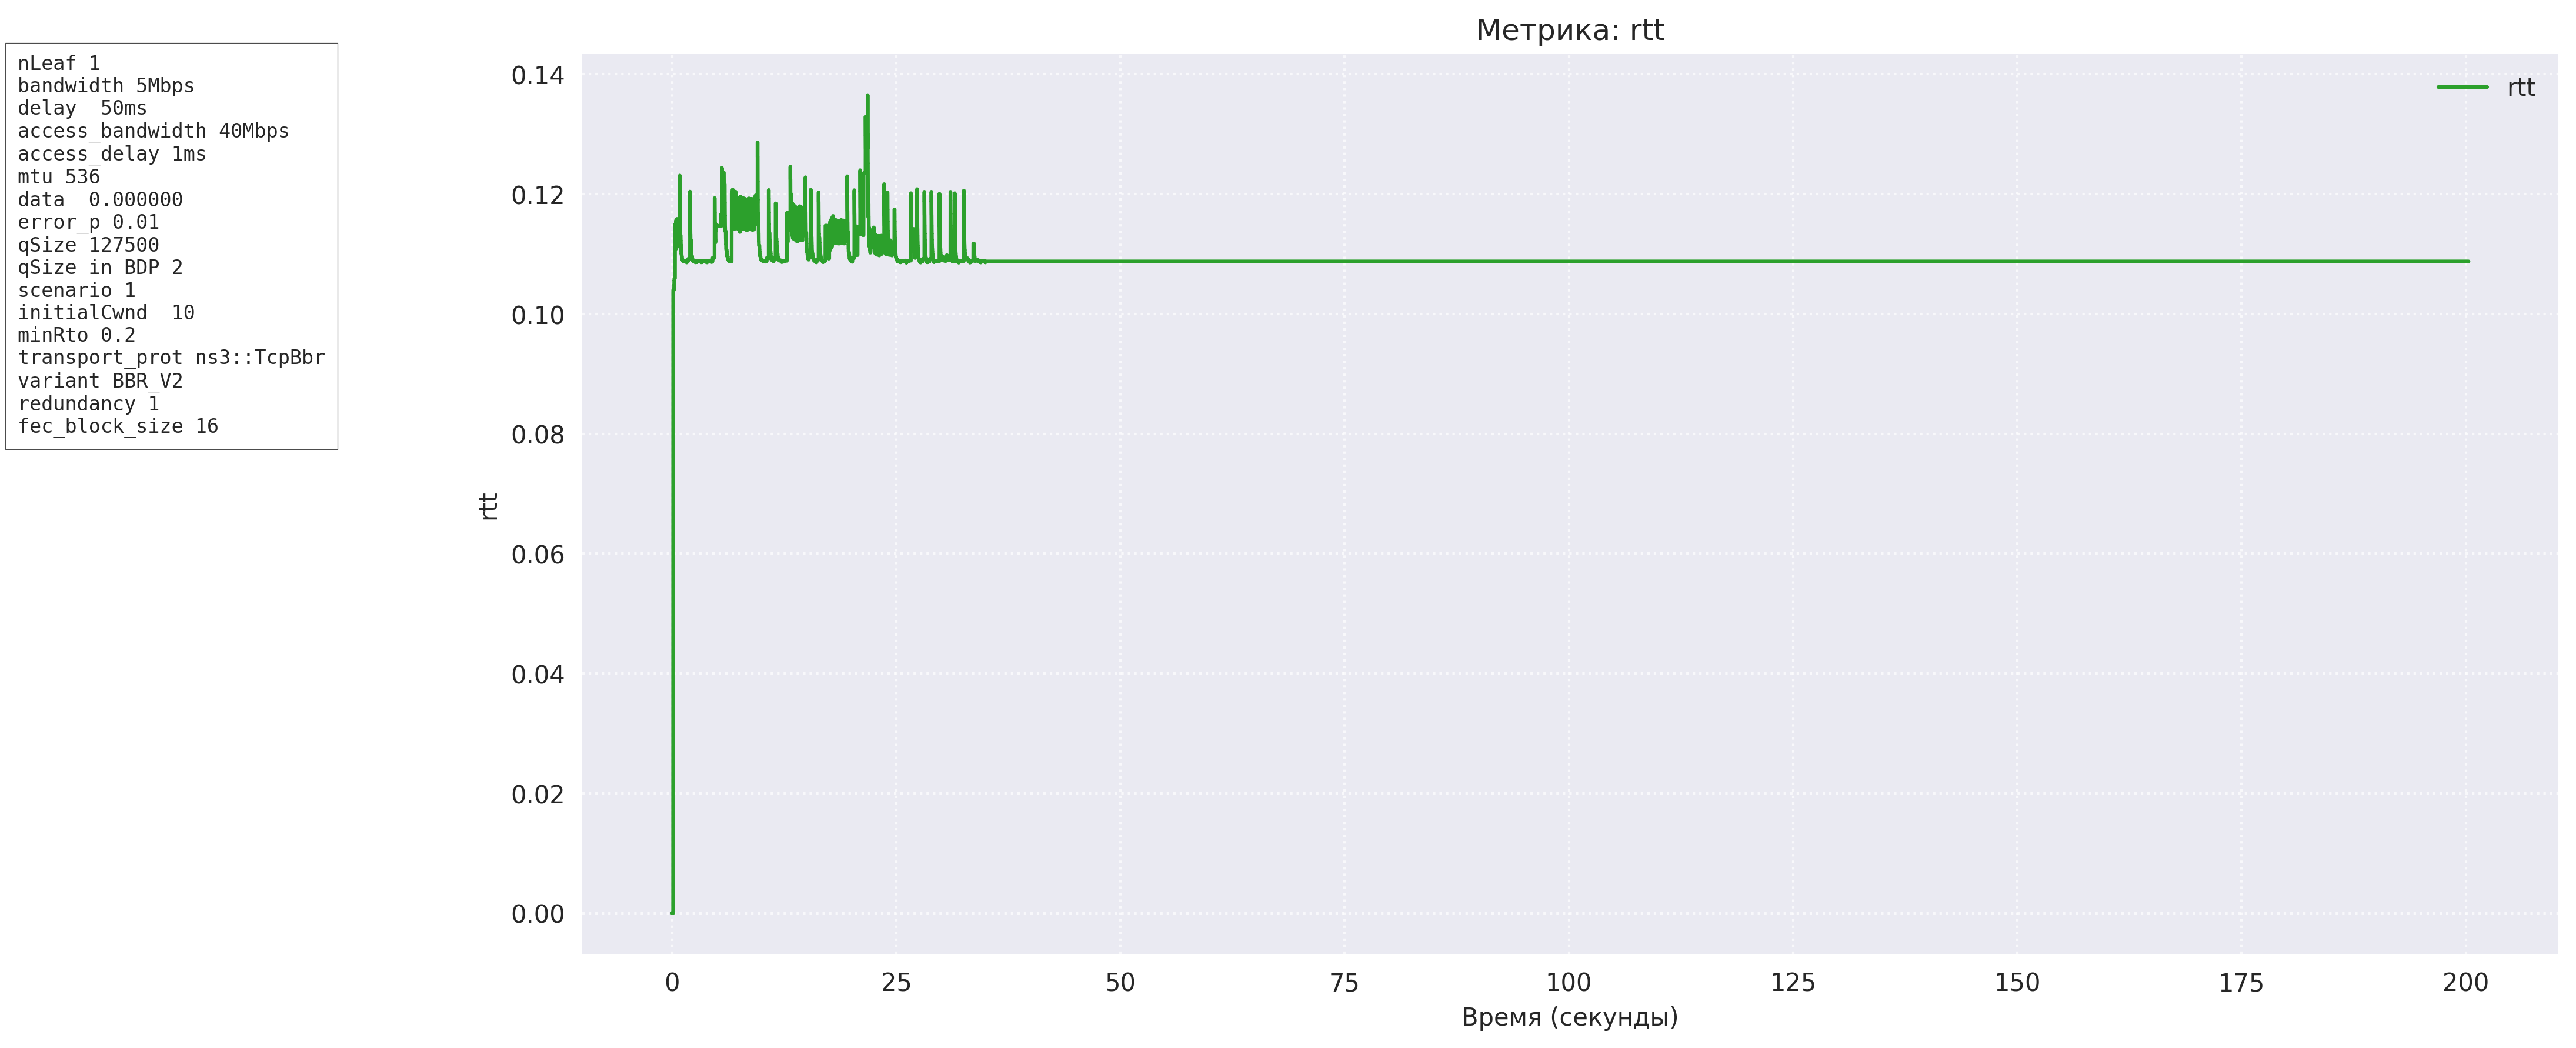 nLeaf 1
bandwidth 5Mbps
delay  50ms
access_bandwidth 40Mbps
access_delay 1ms
mtu 536
data  0.000000
error_p 0.01
qSize 127500
qSize in BDP 2
scenario 1
initialCwnd  10
minRto 0.2
transport_prot ns3::TcpBbr
variant BBR_V2
redundancy 1
fec_block_size 16
Метрика: rtt
rtt
0.14
0.12
0.10
0.08
0.06
0.04
0.02
0.00
rtt
0 25 50 75 100 125 150 175 200
Время (секунды)